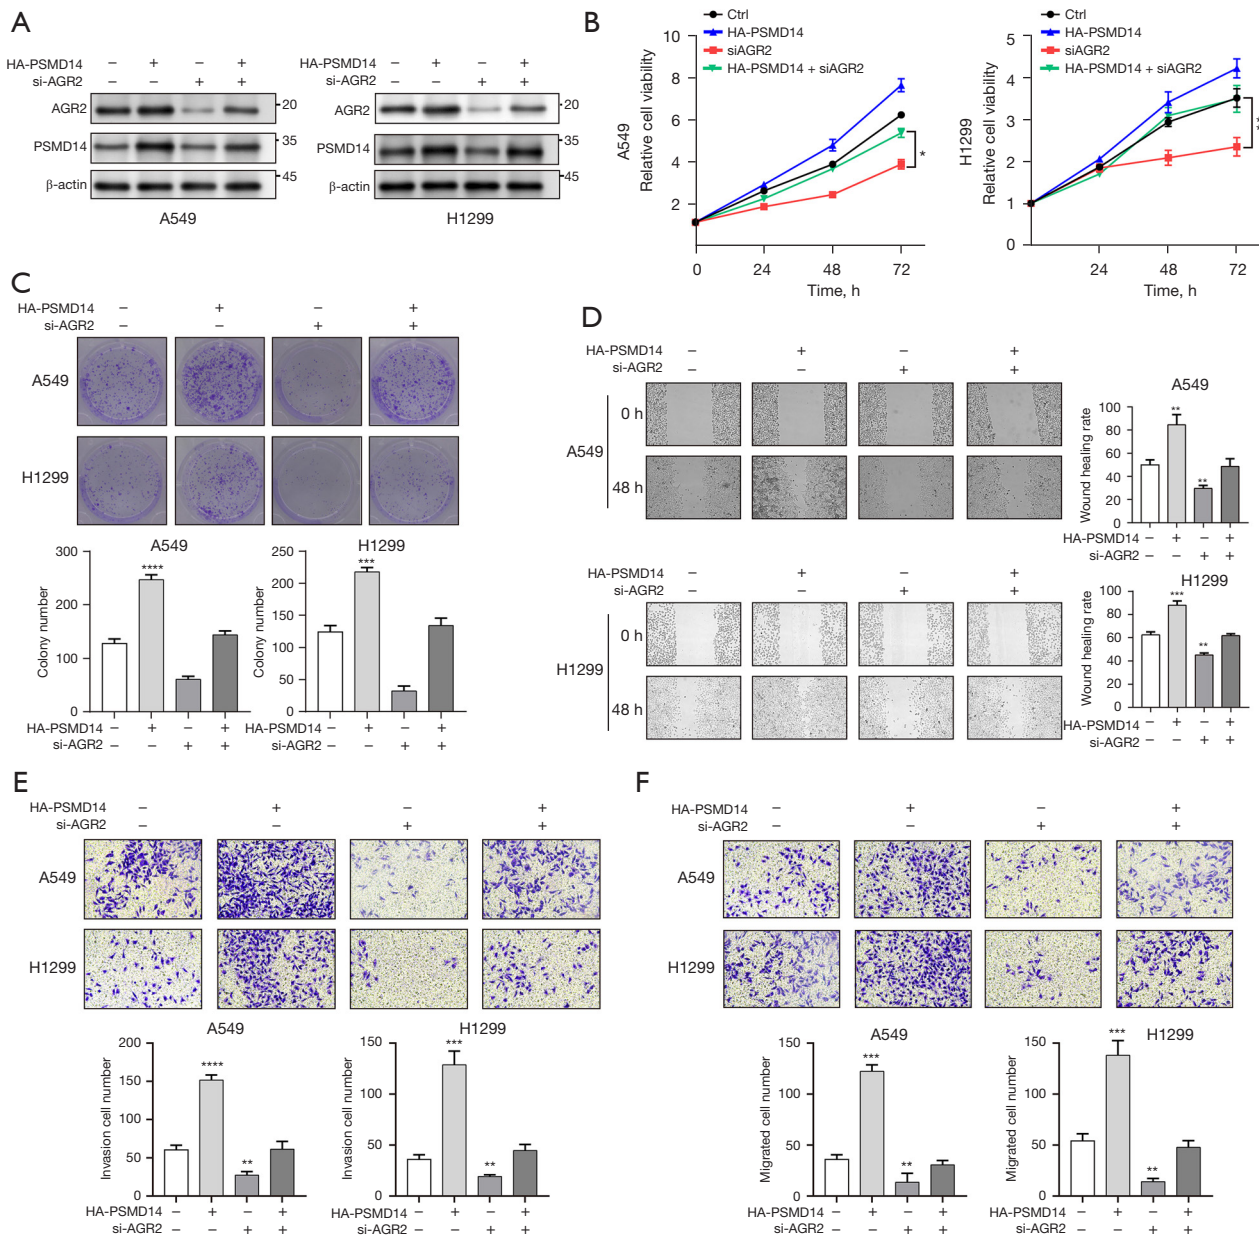 A
HA-PSMD14 – + – +
si-AGR2 – – + +
AGR2 20
PSMD14 35
β-actin 45
A549
HA-PSMD14 – + – +
si-AGR2 – – + +
AGR2 20
PSMD14 35
β-actin 45
H1299
B
Ctrl
HA-PSMD14
siAGR2
HA-PSMD14 + siAGR2
A549
Relative cell viability
10
8
6
4
2
*
0 24 48 72
Time, h
Ctrl
HA-PSMD14
siAGR2
HA-PSMD14 + siAGR2
H1299
Relative cell viability
5
4
3
2
1
0
*
24 48 72
Time, h
C
HA-PSMD14 – + – +
si-AGR2 – – + +
A549
H1299
A549
Colony number
300
200
100
0
****
HA-PSMD14 – + – +
si-AGR2 – – + +
H1299
Colony number
250
200
150
100
50
0
***
HA-PSMD14 – + – +
si-AGR2 – – + +
D
HA-PSMD14 – + – +
si-AGR2 – – + +
A549
0 h
48 h
A549
Wound healing rate
100
80
60
40
20
0
** **
HA-PSMD14 – + – +
si-AGR2 – – + +
HA-PSMD14 – + – +
si-AGR2 – – + +
H1299
0 h
48 h
H1299
Wound healing rate
100
80
60
40
20
0
*** **
HA-PSMD14 – + – +
si-AGR2 – – + +
E
HA-PSMD14 – + – +
si-AGR2 – – + +
A549
H1299
A549
Invasion cell number
200
150
100
50
0
**** **
HA-PSMD14 – + – +
si-AGR2 – – + +
H1299
Invasion cell number
150
100
50
0
*** **
HA-PSMD14 – + – +
si-AGR2 – – + +
F
HA-PSMD14 – + – +
si-AGR2 – – + +
A549
H1299
A549
Migrated cell number
150
100
50
0
*** **
HA-PSMD14 – + – +
si-AGR2 – – + +
H1299
Migrated cell number
150
100
50
0
*** **
HA-PSMD14 – + – +
si-AGR2 – – + +